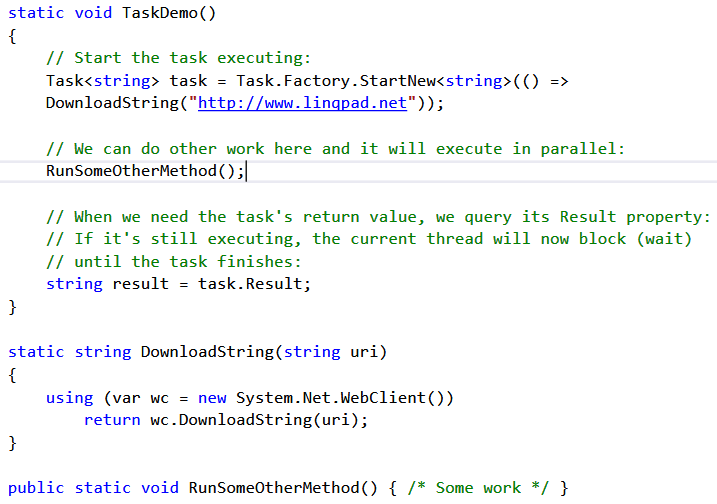 static void TaskDemo()
{
    // Start the task executing:
    Task<string> task = Task.Factory.StartNew<string>(() =>
    DownloadString("http://www.linqpad.net"));

    // We can do other work here and it will execute in parallel:
    RunSomeOtherMethod();

    // When we need the task's return value, we query its Result property:
    // If it's still executing, the current thread will now block (wait)
    // until the task finishes:
    string result = task.Result;
}

static string DownloadString(string uri)
{
    using (var wc = new System.Net.WebClient())
        return wc.DownloadString(uri);
}

public static void RunSomeOtherMethod() { /* Some work */ }